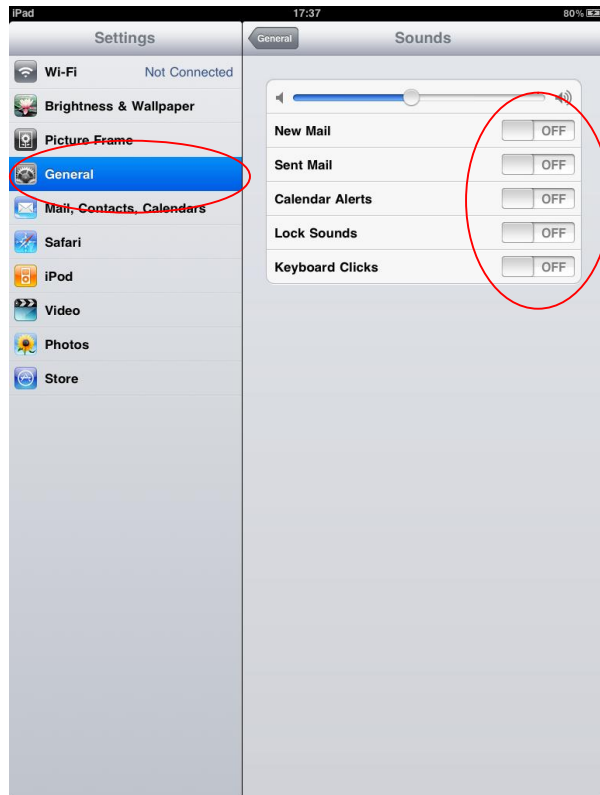 iPad 17:37 80%
Settings
General Sounds
Wi-Fi Not Connected
Brightness & Wallpaper
Picture Frame
General
Mail, Contacts, Calendars
Safari
iPod
Video
Photos
Store
New Mail OFF
Sent Mail OFF
Calendar Alerts OFF
Lock Sounds OFF
Keyboard Clicks OFF